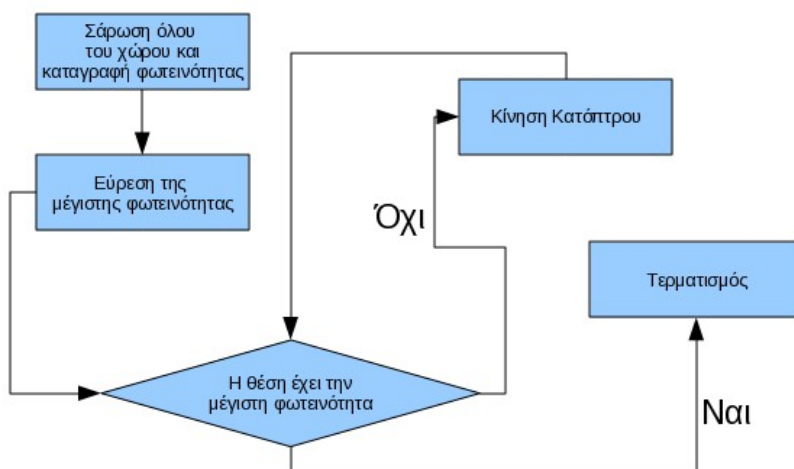 Σάρωση όλου
του χώρου και
καταγραφή φωτεινότητας
Κίνηση Κατόπτρου
Εύρεση της
μέγιστης φωτεινότητας
Όχι
Τερματισμός
Η θέση έχει την
μέγιστη φωτεινότητα
Ναι